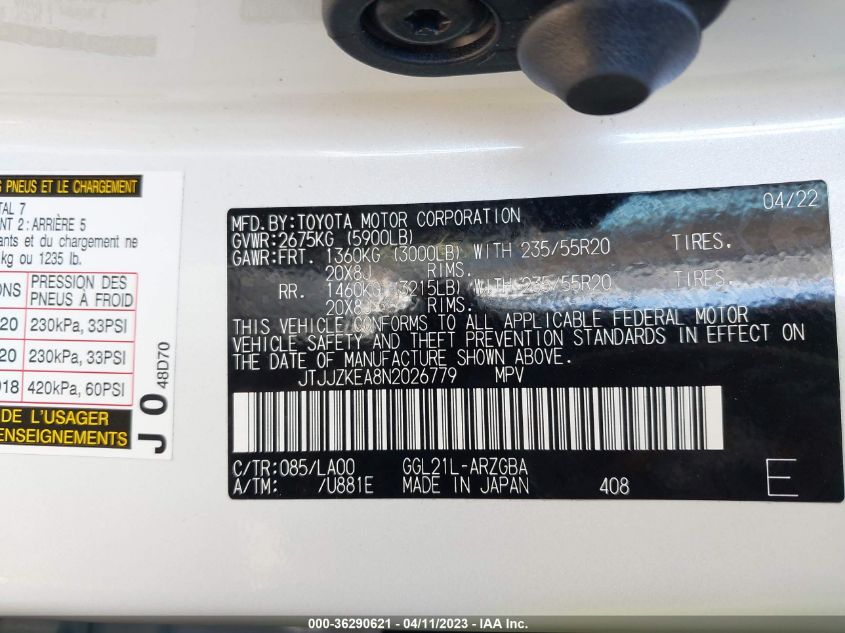 S PNEUS ET LE CHARGEMENT
TAL 7
NT 2: ARRIÈRE 5
ants et du chargement ne
kg ou 1235 lb.
ONS
PRESSION DES
PNEUS À FROID
20
230kPa, 33PSI
20
230kPa, 33PSI
018
420kPa, 60PSI
DE L'USAGER
ENSEIGNEMENTS
J O 48D70
04/22
MFD.BY:TOYOTA MOTOR CORPORATION
GVWR:2675KG (5900LB)
GAWR:FRT. 1360KG (3000LB) WITH 235/55R20 TIRES.
20X8J RIMS.
RR. 1460KG (3215LB) WITH 235/55R20 TIRES.
20X8J RIMS.
THIS VEHICLE CONFORMS TO ALL APPLICABLE FEDERAL MOTOR
VEHICLE SAFETY AND THEFT PREVENTION STANDARDS IN EFFECT ON
THE DATE OF MANUFACTURE SHOWN ABOVE.
JTJJZKEA8N2026779 MPV
C/TR:085/LA00 GGL21L-ARZGBA
A/TM: /U881E MADE IN JAPAN 408 E
000-36290621 - 04/11/2023 - IAA Inc.